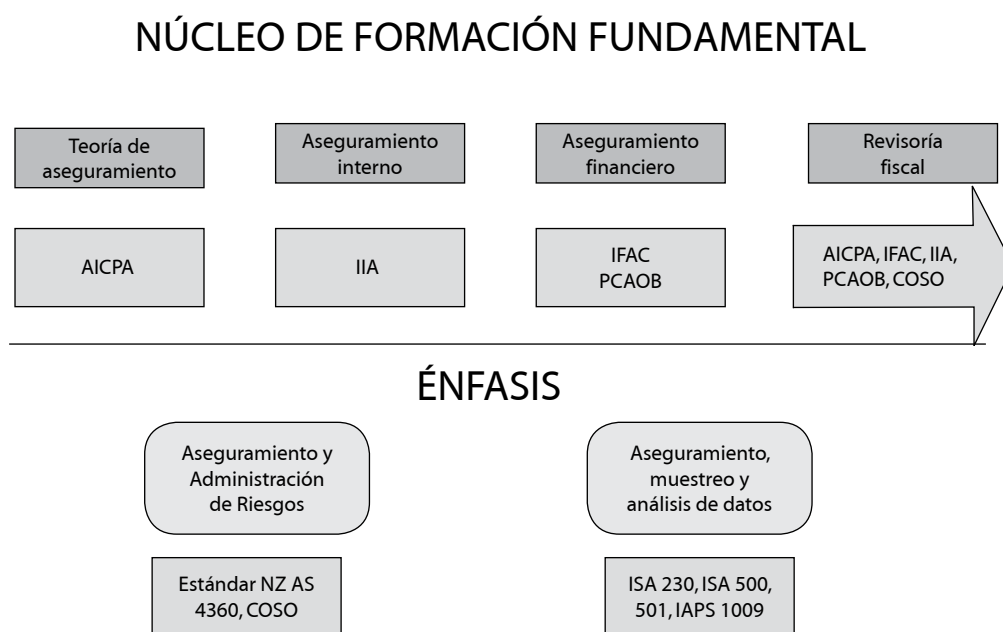 NÚCLEO DE FORMACIÓN FUNDAMENTAL
Teoría de
aseguramiento
Aseguramiento
interno
Aseguramiento
financiero
Revisoría
fiscal
AICPA
IIA
IFAC
PCAOB
AICPA, IFAC, IIA,
PCAOB, COSO
ÉNFASIS
Aseguramiento y
Administración
de Riesgos
Aseguramiento,
muestreo y
análisis de datos
Estándar NZ AS
4360, COSO
ISA 230, ISA 500,
501, IAPS 1009